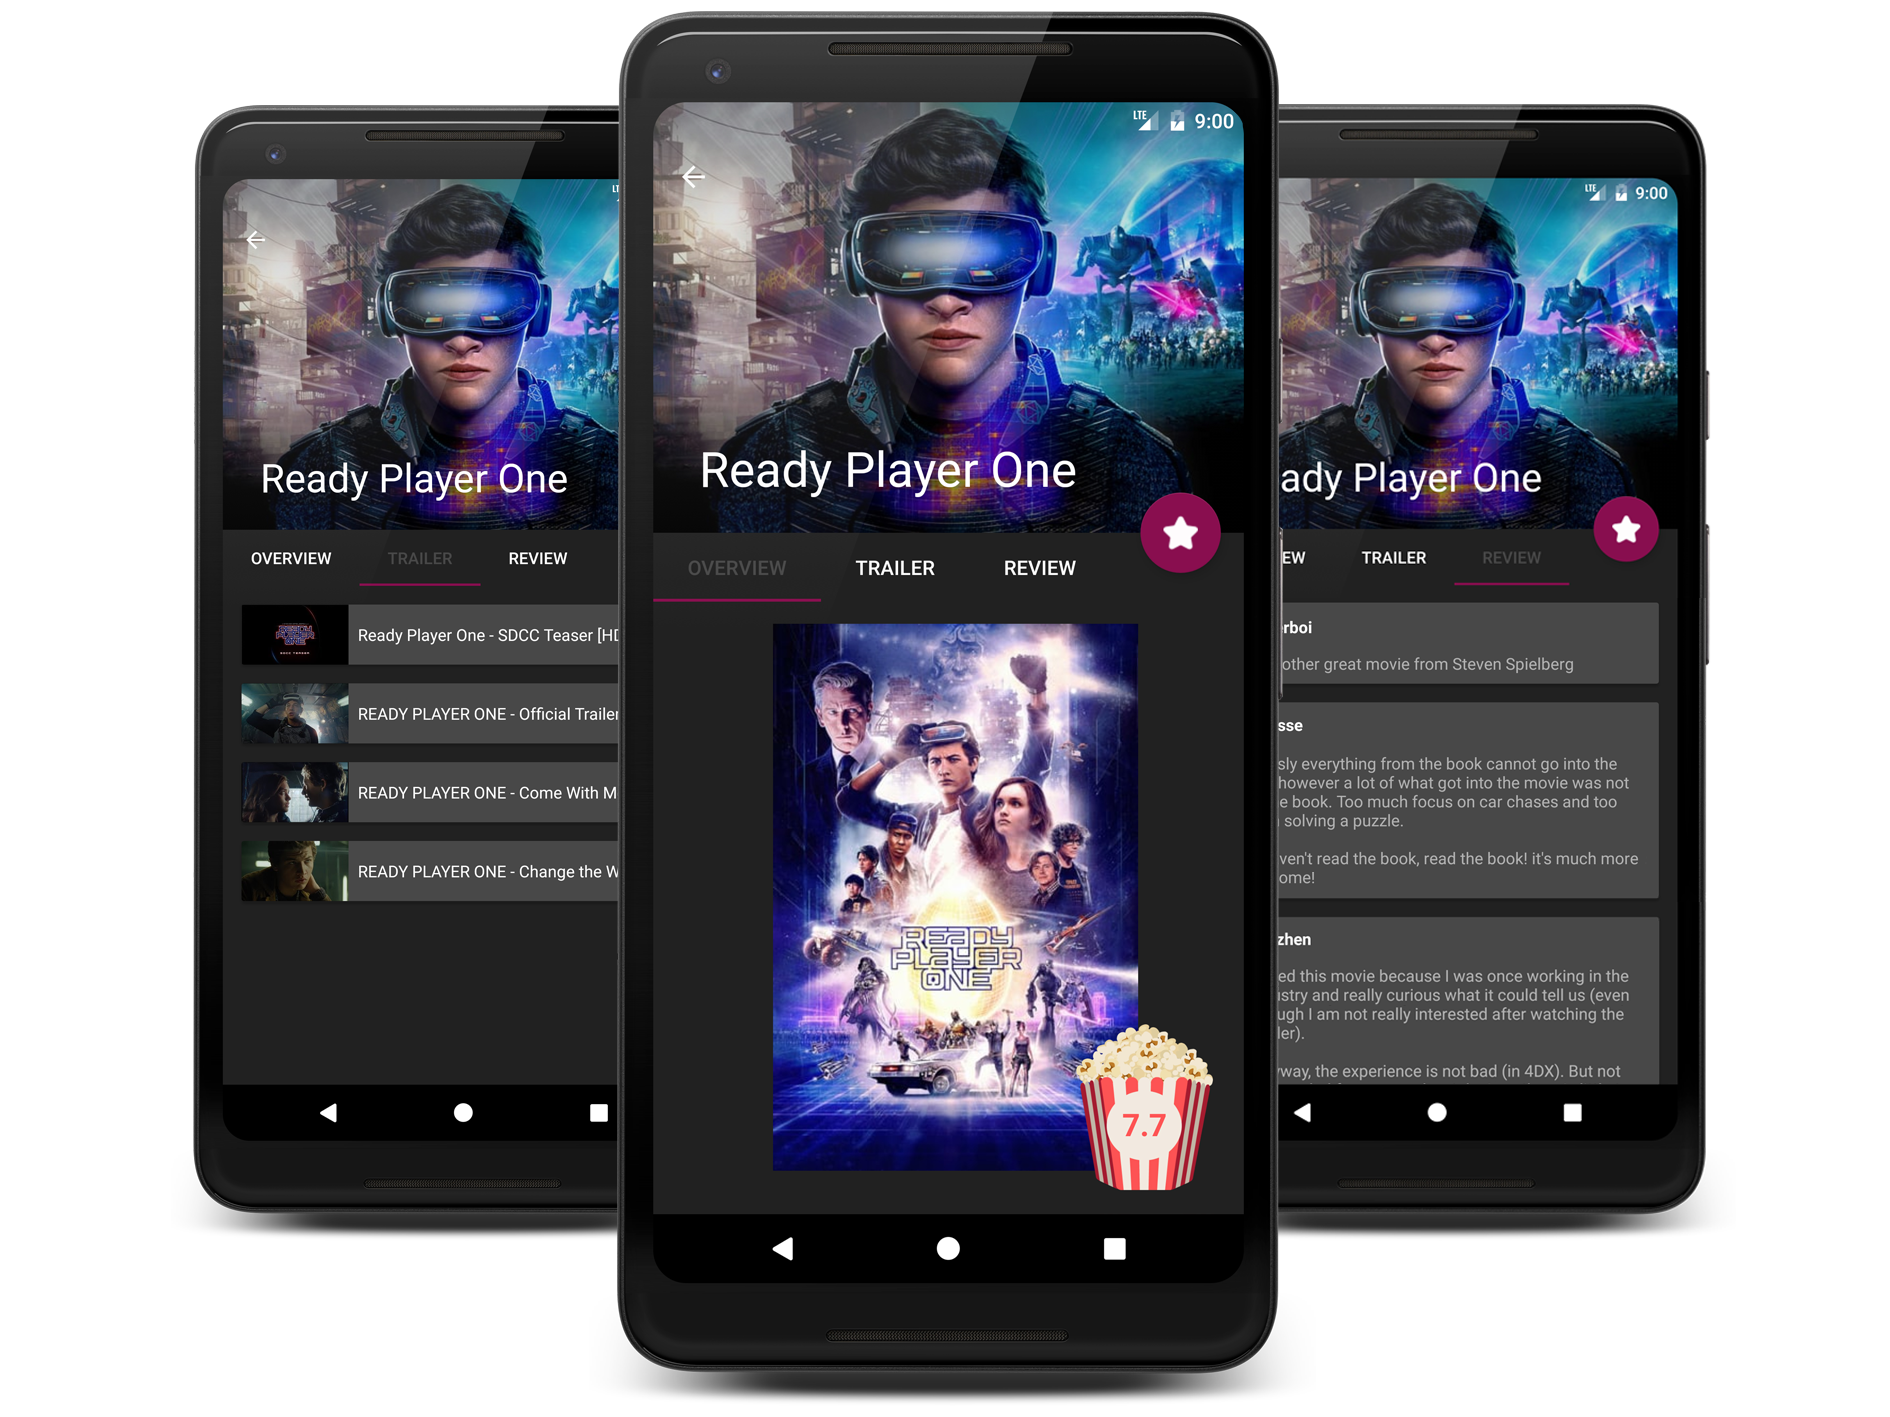 Ready Player One
OVERVIEW
TRAILER
REVIEW
Ready Player One - SDCC Teaser
READY PLAYER ONE - Official Trailer
READY PLAYER ONE - Come With
READY PLAYER ONE - Change the
LTE
9:00
Ready Player One
OVERVIEW
TRAILER
REVIEW
READY
PLAYER
ONE
7.7
LTE
9:00
ady Player One
EW
TRAILER
REVIEW
rboi
other great movie from Steven Spielberg
sse
sly everything from the book cannot go into the
however a lot of what got into the movie was not
e book. Too much focus on car chases and too
solving a puzzle.
ven't read the book, read the book! it's much more
ome!
zhen
ed this movie because I was once working in the
stry and really curious what it could tell us (even
ugh I am not really interested after watching the
ler).
way, the experience is not bad (in 4DX). But not